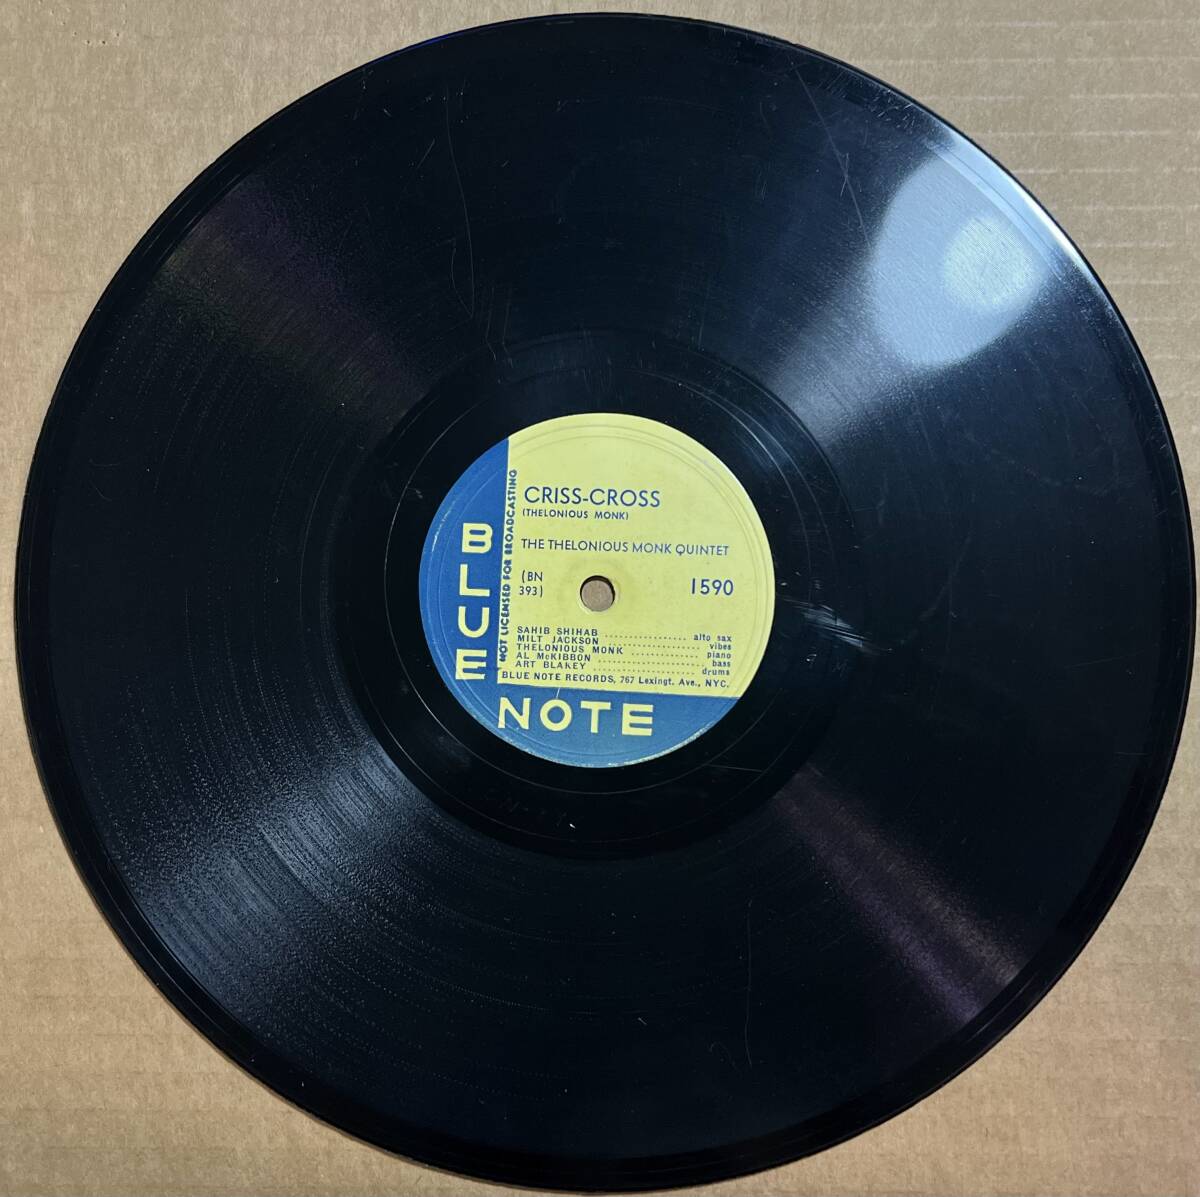 CRISS-CROSS
(THELONIOUS MONK)
THE THELONIOUS MONK QUINTET
(BN
393)
1590
SAHIB SHIHAB .................. alto sax
MILT JACKSON .................... vibes
THELONIOUS MONK .............. piano
AL McKIBBON ...................... bass
ART BLAKEY ...................... drums
BLUE NOTE RECORDS, 767 Lexingt. Ave., NYC.
NOT LICENSED FOR BROADCASTING
BLUE
NOTE